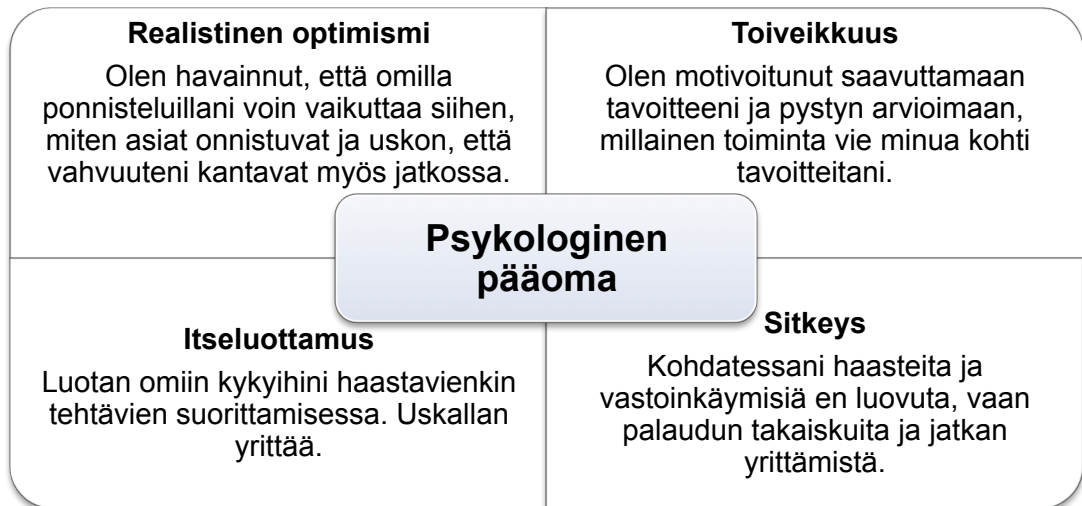 Realistinen optimismi
Olen havainnut, että omilla
ponnisteluillani voin vaikuttaa siihen,
miten asiat onnistuvat ja uskon, että
vahvuuteni kantavat myös jatkossa.
Toiveikkuus
Olen motivoitunut saavuttamaan
tavoitteeni ja pystyn arvioimaan,
millainen toiminta vie minua kohti
tavoitteitani.
Psykologinen
pääoma
Itseluottamus
Luotan omiin kykyihini haastavienkin
tehtävien suorittamisessa. Uskallan
yrittää.
Sitkeys
Kohdatessani haasteita ja
vastoinkäymisiä en luovuta, vaan
palaudun takaiskuita ja jatkan
yrittämistä.